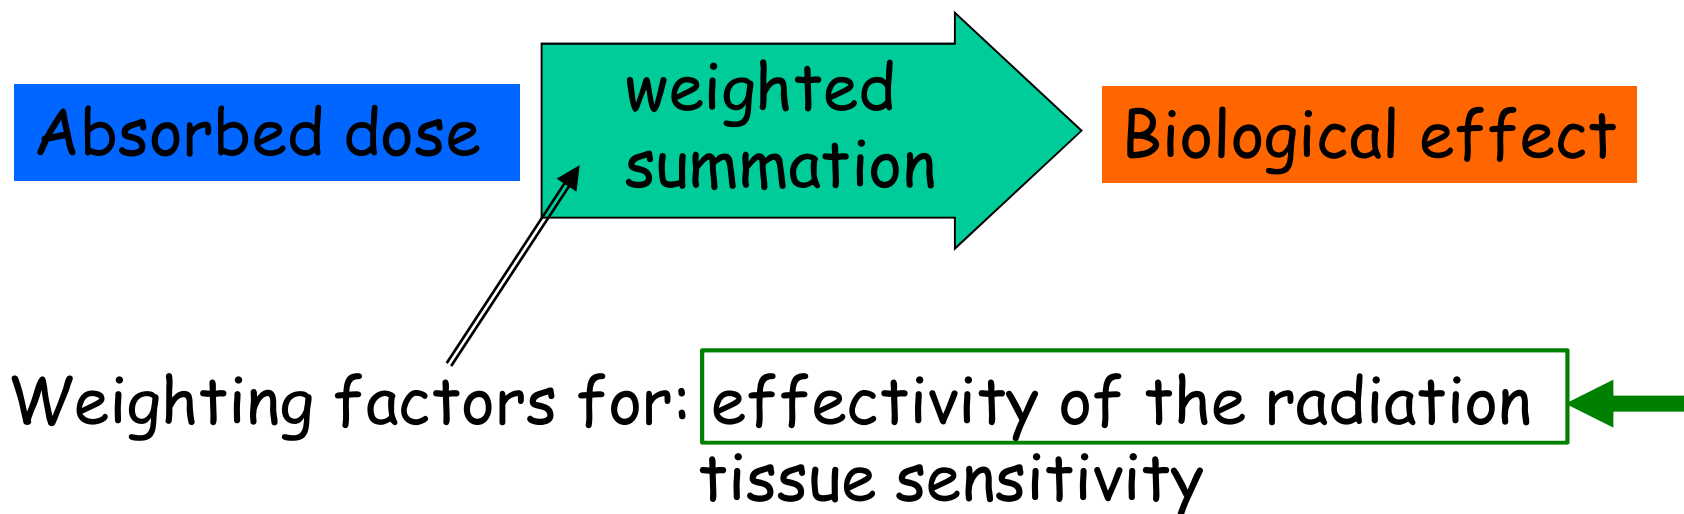 Absorbed dose
weighted
summation
Biological effect
Weighting factors for: effectivity of the radiation
tissue sensitivity